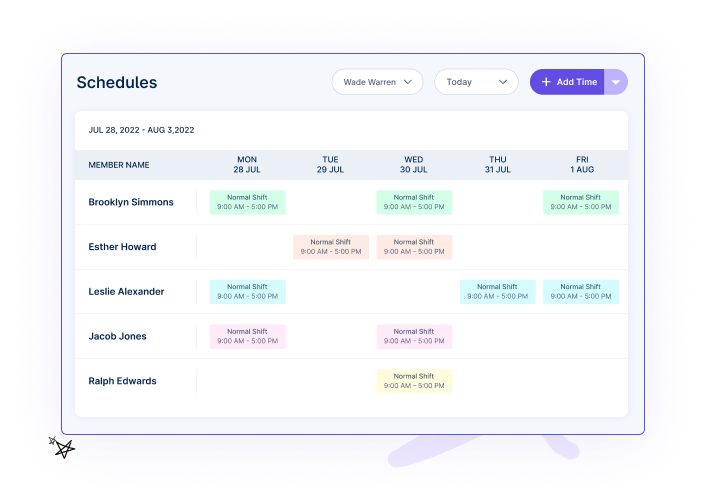 Schedules
Wade Warren
Today
+ Add Time
JUL 28, 2022 - AUG 3,2022
MEMBER NAME
MON
28 JUL
TUE
29 JUL
WED
30 JUL
THU
31 JUL
FRI
1 AUG
Brooklyn Simmons
Normal Shift
9:00 AM - 5:00 PM
Normal Shift
9:00 AM - 5:00 PM
Normal Shift
9:00 AM - 5:00 PM
Esther Howard
Normal Shift
9:00 AM - 5:00 PM
Normal Shift
9:00 AM - 5:00 PM
Leslie Alexander
Normal Shift
9:00 AM - 5:00 PM
Normal Shift
9:00 AM - 5:00 PM
Normal Shift
9:00 AM - 5:00 PM
Jacob Jones
Normal Shift
9:00 AM - 5:00 PM
Normal Shift
9:00 AM - 5:00 PM
Ralph Edwards
Normal Shift
9:00 AM - 5:00 PM